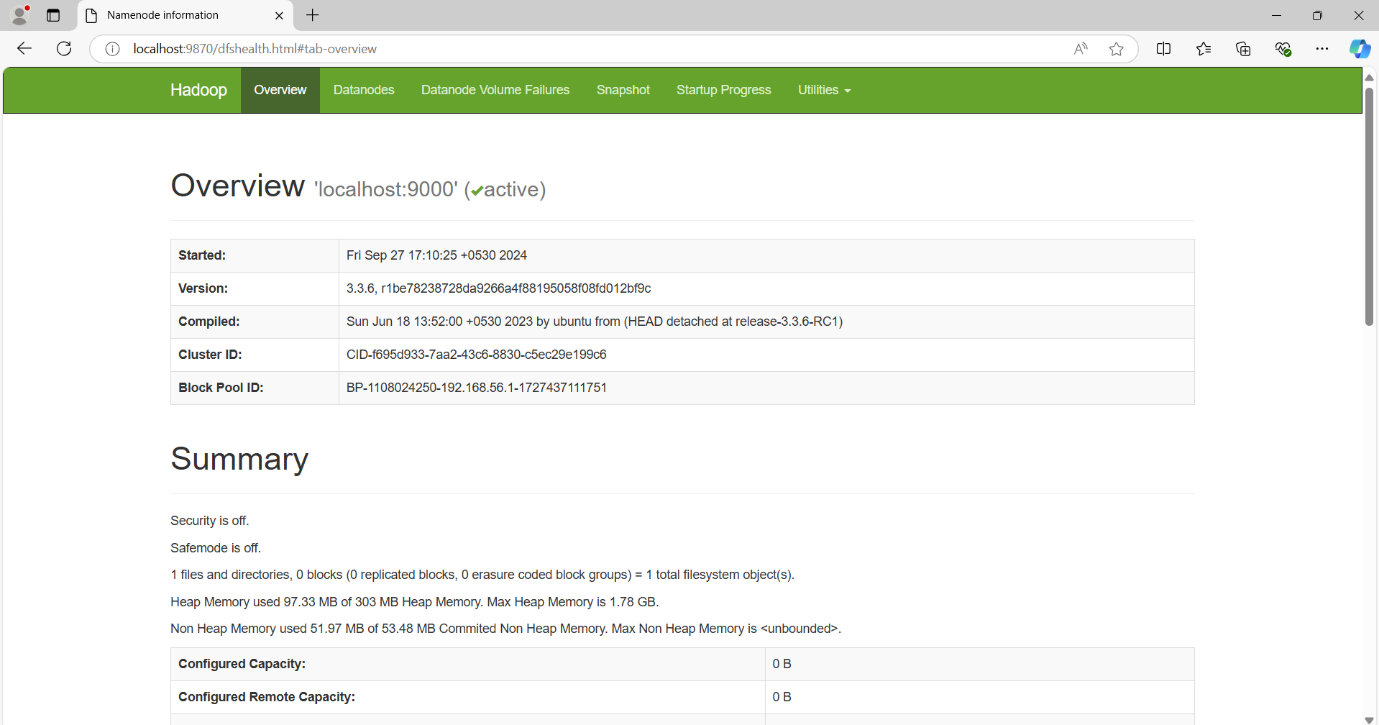 Namenode information
localhost:9870/dfshealth.html#tab-overview
Hadoop Overview Datanodes Datanode Volume Failures Snapshot Startup Progress Utilities
Overview 'localhost:9000' (✔active)
Started: Fri Sep 27 17:10:25 +0530 2024
Version: 3.3.6, r1be78238728da9266a4f88195058f08fd012bf9c
Compiled: Sun Jun 18 13:52:00 +0530 2023 by ubuntu from (HEAD detached at release-3.3.6-RC1)
Cluster ID: CID-f695d933-7aa2-43c6-8830-c5ec29e199c6
Block Pool ID: BP-1108024250-192.168.56.1-1727437111751
Summary
Security is off.
Safemode is off.
1 files and directories, 0 blocks (0 replicated blocks, 0 erasure coded block groups) = 1 total filesystem object(s).
Heap Memory used 97.33 MB of 303 MB Heap Memory. Max Heap Memory is 1.78 GB.
Non Heap Memory used 51.97 MB of 53.48 MB Commited Non Heap Memory. Max Non Heap Memory is <unbounded>.
Configured Capacity: 0 B
Configured Remote Capacity: 0 B